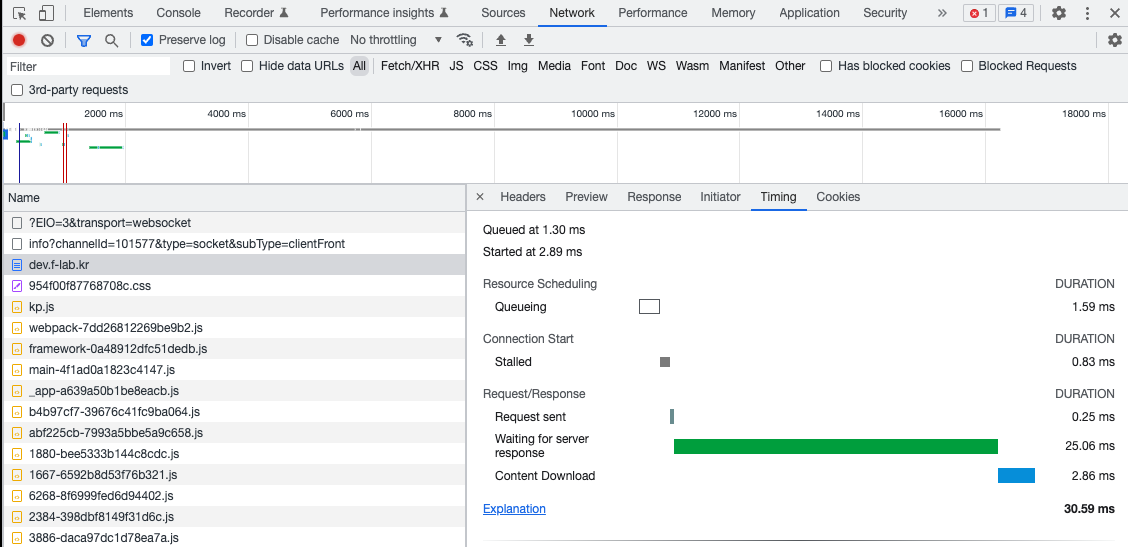 Elements Console Recorder Performance insights Sources Network Performance Memory Application Security » 1 4
Preserve log Disable cache No throttling
Filter Invert Hide data URLs All Fetch/XHR JS CSS Img Media Font Doc WS Wasm Manifest Other Has blocked cookies Blocked Requests
3rd-party requests
2000 ms 4000 ms 6000 ms 8000 ms 10000 ms 12000 ms 14000 ms 16000 ms 18000 ms
Name
?EIO=3&transport=websocket
info?channelId=101577&type=socket&subType=clientFront
dev.f-lab.kr
954f00f87768708c.css
kp.js
webpack-7dd26812269be9b2.js
framework-0a48912dfc51dedb.js
main-4f1ad0a1823c4147.js
_app-a639a50b1be8eacb.js
b4b97cf7-39676c41fc9ba064.js
abf225cb-7993a5bbe5a9c658.js
1880-bee5333b144c8cdc.js
1667-6592b8d53f76b321.js
6268-8f6999fed6d94402.js
2384-398dbf8149f31d6c.js
3886-daca97dc1d78ea7a.js
× Headers Preview Response Initiator Timing Cookies
Queued at 1.30 ms
Started at 2.89 ms
Resource Scheduling DURATION
Queueing 1.59 ms
Connection Start DURATION
Stalled 0.83 ms
Request/Response DURATION
Request sent 0.25 ms
Waiting for server
response 25.06 ms
Content Download 2.86 ms
Explanation 30.59 ms